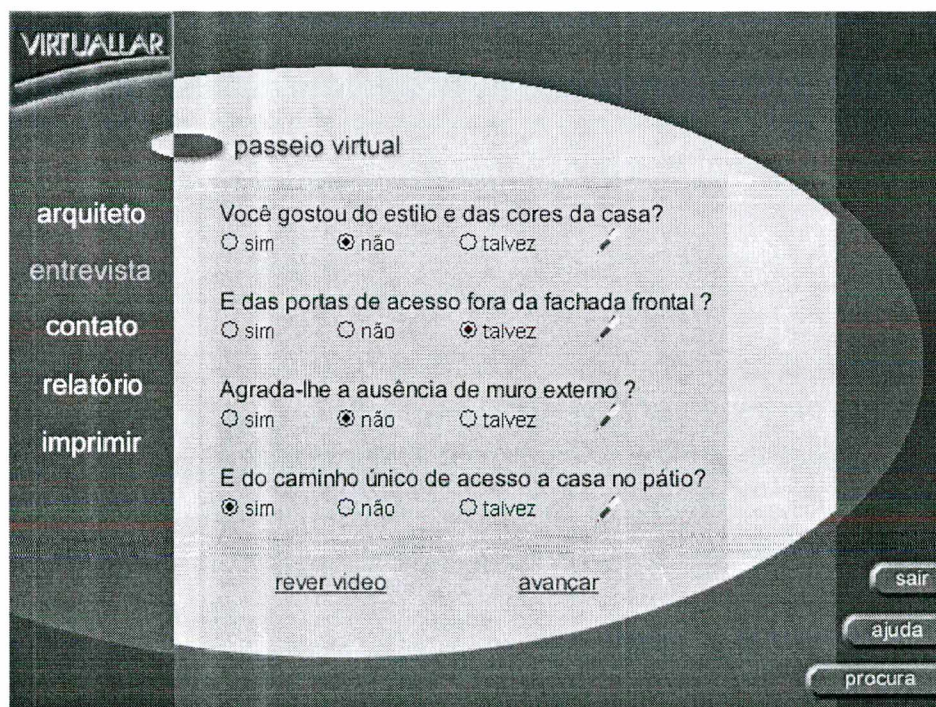 VIRTUALLAR
passeio virtual
arquiteto
entrevista
contato
relatório
imprimir
Você gostou do estilo e das cores da casa?
sim não talvez
E das portas de acesso fora da fachada frontal ?
sim não talvez
Agrada-lhe a ausência de muro externo ?
sim não talvez
E do caminho único de acesso a casa no pátio?
sim não talvez
rever video avançar
sair
ajuda
procura